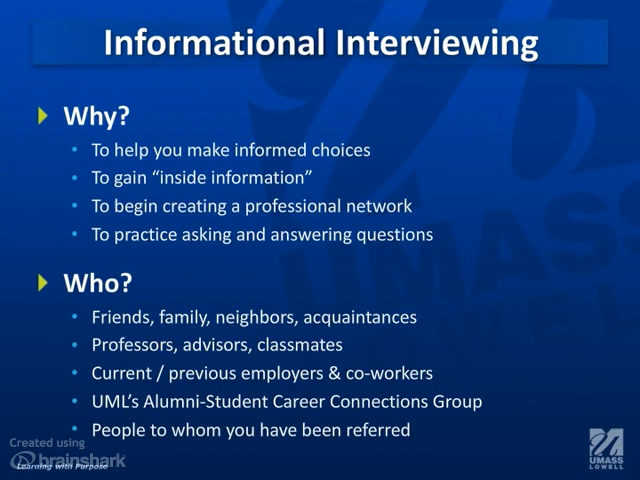 Informational Interviewing
Why?
To help you make informed choices
To gain “inside information”
To begin creating a professional network
To practice asking and answering questions
Who?
Friends, family, neighbors, acquaintances
Professors, advisors, classmates
Current / previous employers & co-workers
UML’s Alumni-Student Career Connections Group
People to whom you have been referred
Created using
brainshark
Learning with Purpose
UMASS
LOWELL
UMASS
LOWELL